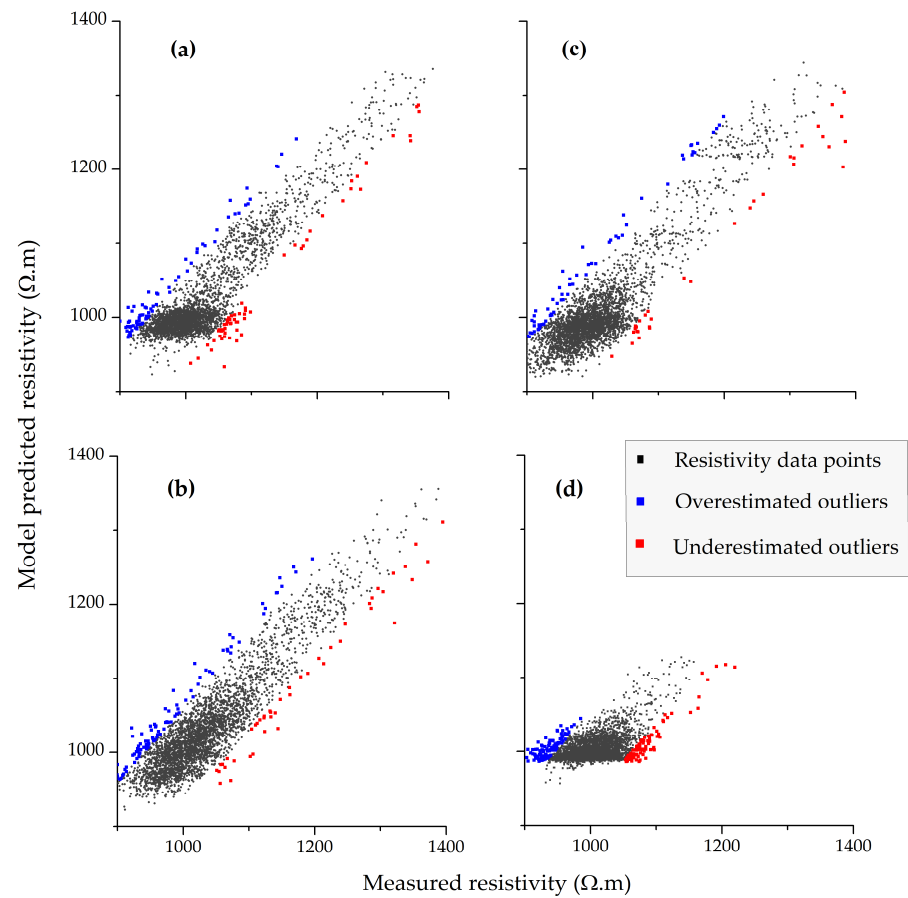 1400
(a)
(c)
1200
1000
1400
(b)
(d)
Resistivity data points
Overestimated outliers
Underestimated outliers
1200
1000
1000
1200
1400
1000
1200
1400
Model predicted resistivity (Ω.m)
Measured resistivity (Ω.m)